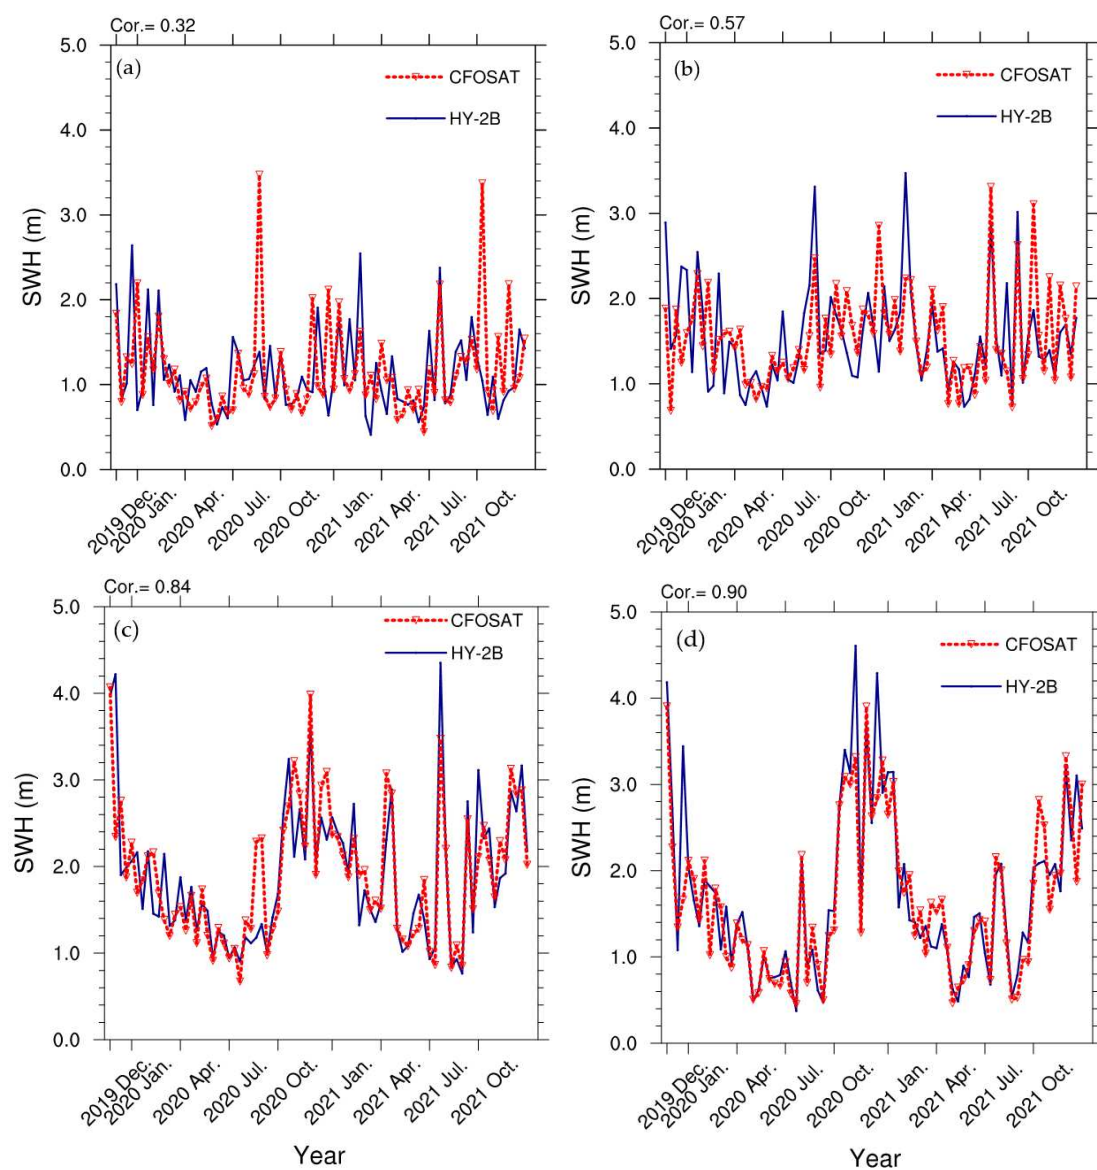 Cor.= 0.32
5.0
4.0
3.0
2.0
1.0
0.0
SWH (m)
(a)
CFOSAT
HY-2B
2019 Dec.
2020 Jan.
2020 Apr.
2020 Jul.
2020 Oct.
2021 Jan.
2021 Apr.
2021 Jul.
2021 Oct.
Cor.= 0.57
5.0
4.0
3.0
2.0
1.0
0.0
SWH (m)
(b)
CFOSAT
HY-2B
2019 Dec.
2020 Jan.
2020 Apr.
2020 Jul.
2020 Oct.
2021 Jan.
2021 Apr.
2021 Jul.
2021 Oct.
Cor.= 0.84
5.0
4.0
3.0
2.0
1.0
0.0
SWH (m)
(c)
CFOSAT
HY-2B
2019 Dec.
2020 Jan.
2020 Apr.
2020 Jul.
2020 Oct.
2021 Jan.
2021 Apr.
2021 Jul.
2021 Oct.
Year
Cor.= 0.90
5.0
4.0
3.0
2.0
1.0
0.0
SWH (m)
(d)
CFOSAT
HY-2B
2019 Dec.
2020 Jan.
2020 Apr.
2020 Jul.
2020 Oct.
2021 Jan.
2021 Apr.
2021 Jul.
2021 Oct.
Year